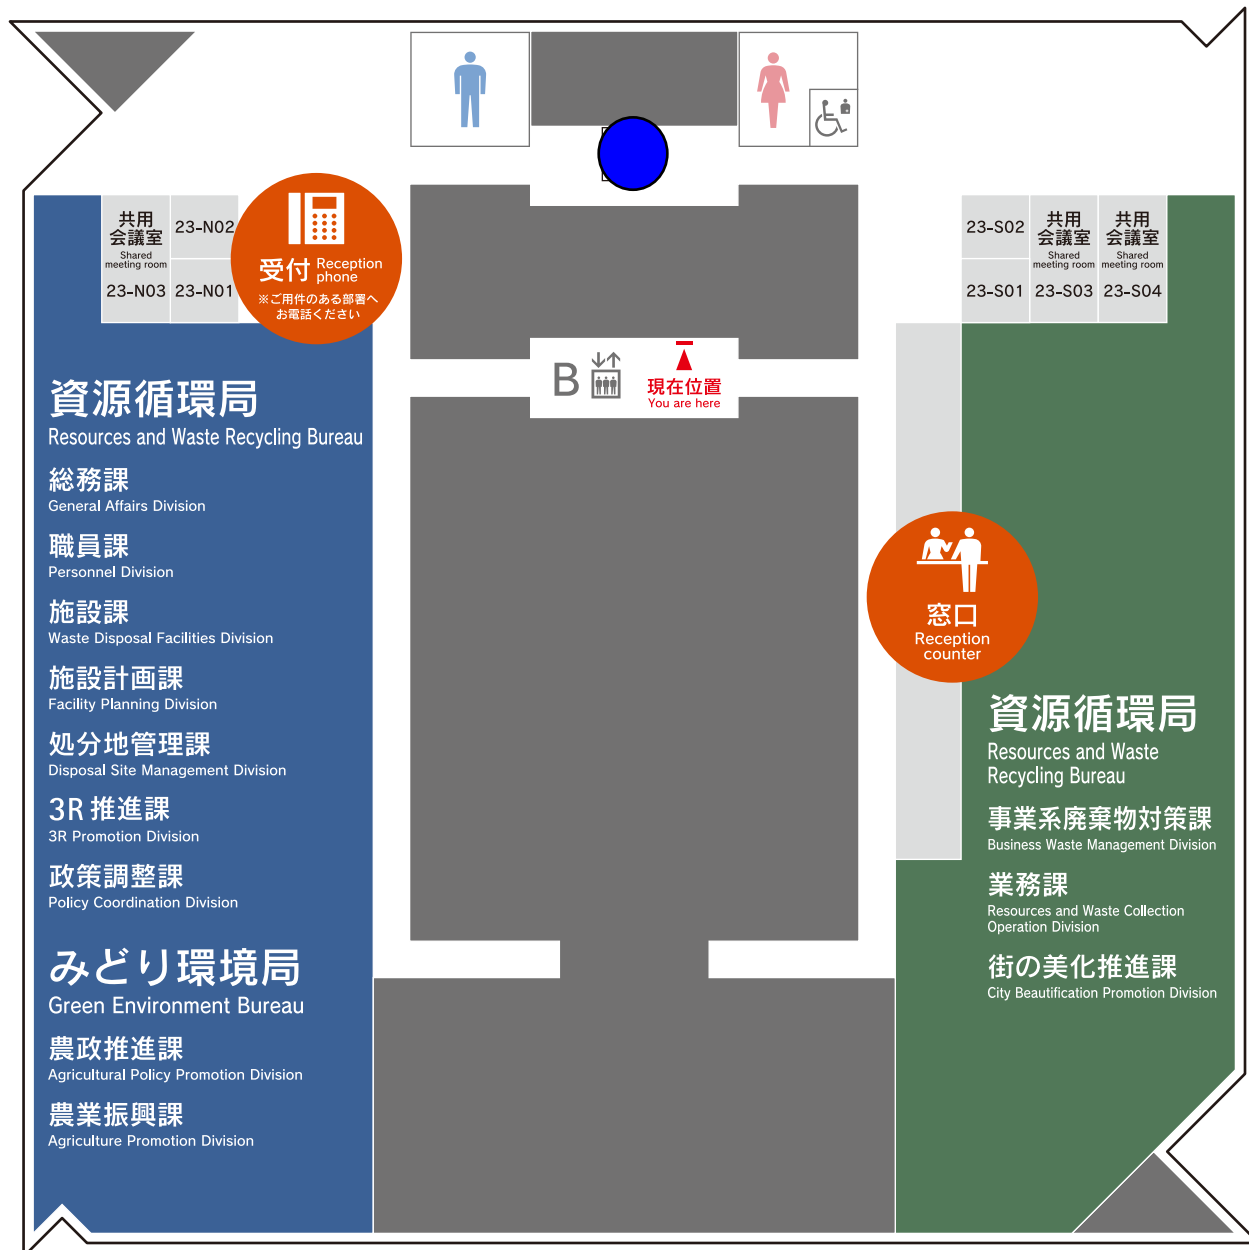 共用
会議室
Shared
meeting room
23-N03
23-N02
23-N01
受付 Reception
phone
※ご用件のある部署へ
お電話ください
23-S02
23-S01
共用
会議室
Shared
meeting room
23-S03
共用
会議室
Shared
meeting room
23-S04
B
現在位置
You are here
資源循環局
Resources and Waste Recycling Bureau
総務課
General Affairs Division
職員課
Personnel Division
施設課
Waste Disposal Facilities Division
施設計画課
Facility Planning Division
処分地管理課
Disposal Site Management Division
3R 推進課
3R Promotion Division
政策調整課
Policy Coordination Division
みどり環境局
Green Environment Bureau
農政推進課
Agricultural Policy Promotion Division
農業振興課
Agriculture Promotion Division
窓口
Reception
counter
資源循環局
Resources and Waste
Recycling Bureau
事業系廃棄物対策課
Business Waste Management Division
業務課
Resources and Waste Collection
Operation Division
街の美化推進課
City Beautification Promotion Division